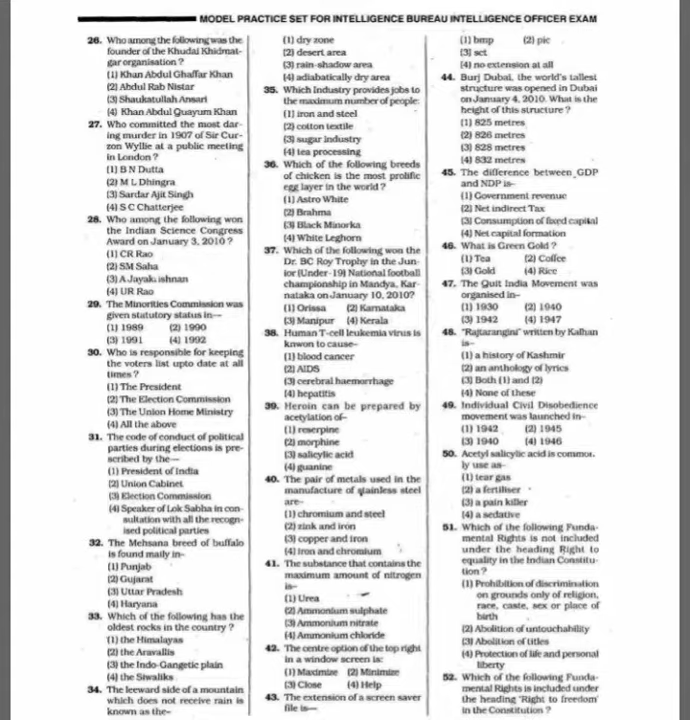 MODEL PRACTICE SET FOR INTELLIGENCE BUREAU INTELLIGENCE OFFICER EXAM
26. Who among the following was the
founder of the Khudai Khidmat-
gar organisation ?
(1) Khan Abdul Ghaffar Khan
(2) Abdul Rab Nistar
(3) Shaukatullah Ansari
(4) Khan Abdul Quayum Khan
27. Who committed the most dar-
ing murder in 1907 of Sir Cur-
zon Wyllie at a public meeting
in London ?
(1) B N Dutta
(2) M L Dhingra
(3) Sardar Ajit Singh
(4) S C Chatterjee
28. Who among the following won
the Indian Science Congress
Award on January 3, 2010 ?
(1) CR Rao
(2) SM Saha
(3) A Jayak ishnan
(4) UR Rao
29. The Minorities Commission was
given statutory status in—
(1) 1989 (2) 1990
(3) 1991 (4) 1992
30. Who is responsible for keeping
the voters list upto date at all
times ?
(1) The President
(2) The Election Commission
(3) The Union Home Ministry
(4) All the above
31. The code of conduct of political
parties during elections is pre-
scribed by the—
(1) President of India
(2) Union Cabinet
(3) Election Commission
(4) Speaker of Lok Sabha in con-
sultation with all the recogn-
ised political parties
32. The Mehsana breed of buffalo
is found maily in-
(1) Punjab
(2) Gujarat
(3) Uttar Pradesh
(4) Haryana
33. Which of the following has the
oldest rocks in the country ?
(1) the Himalayas
(2) the Aravallis
(3) the Indo-Gangetic plain
(4) the Siwaliks
34. The leeward side of a mountain
which does not receive rain is
known as the-
(1) dry zone
(2) desert area
(3) rain-shadow area
(4) adiabatically dry area
35. Which Industry provides jobs to
the maximum number of people:
(1) iron and steel
(2) cotton textile
(3) sugar industry
(4) tea processing
36. Which of the following breeds
of chicken is the most prolific
egg layer in the world ?
(1) Astro White
(2) Brahma
(3) Black Minorka
(4) White Leghorn
37. Which of the following won the
Dr. BC Roy Trophy in the Jun-
ior (Under-19) National football
championship in Mandya, Kar-
nataka on January 10, 2010?
(1) Orissa (2) Karnataka
(3) Manipur (4) Kerala
38. Human T-cell leukemia virus is
knwon to cause-
(1) blood cancer
(2) AIDS
(3) cerebral haemorrhage
(4) hepatitis
39. Heroin can be prepared by
acetylation of-
(1) reserpine
(2) morphine
(3) salicylic acid
(4) guanine
40. The pair of metals used in the
manufacture of stainless steel
are-
(1) chromium and steel
(2) zink and iron
(3) copper and iron
(4) iron and chromium
41. The substance that contains the
maximum amount of nitrogen
is-
(1) Urea
(2) Ammonium sulphate
(3) Ammonium nitrate
(4) Ammonium chloride
42. The centre option of the top right
in a window screen is:
(1) Maximize (2) Minimize
(3) Close (4) Help
43. The extension of a screen saver
file is—
(1) bmp (2) pic
(3) sct
(4) no extension at all
44. Burj Dubai, the world's tallest
structure was opened in Dubai
on January 4, 2010. What is the
height of this structure ?
(1) 825 metres
(2) 826 metres
(3) 828 metres
(4) 832 metres
45. The difference between GDP
and NDP is-
(1) Government revenue
(2) Net indirect Tax
(3) Consumption of fixed capital
(4) Net capital formation
46. What is Green Gold ?
(1) Tea (2) Coffee
(3) Gold (4) Rice
47. The Quit India Movement was
organised in-
(1) 1930 (2) 1940
(3) 1942 (4) 1947
48. "Rajtarangini" written by Kalhan
is-
(1) a history of Kashmir
(2) an anthology of lyrics
(3) Both (1) and (2)
(4) None of these
49. Individual Civil Disobedience
movement was launched in-
(1) 1942 (2) 1945
(3) 1940 (4) 1946
50. Acetyl salicylic acid is common.
ly use as-
(1) tear gas
(2) a fertiliser
(3) a pain killer
(4) a sedative
51. Which of the following Funda-
mental Rights is not included
under the heading Right to
equality in the Indian Constitu-
tion ?
(1) Prohibition of discrimination
on grounds only of religion,
race, caste, sex or place of
birth
(2) Abolition of untouchability
(3) Abolition of titles
(4) Protection of life and personal
liberty
52. Which of the following Funda-
mental Rights is included under
the heading 'Right to freedom'
in the Constitution ?